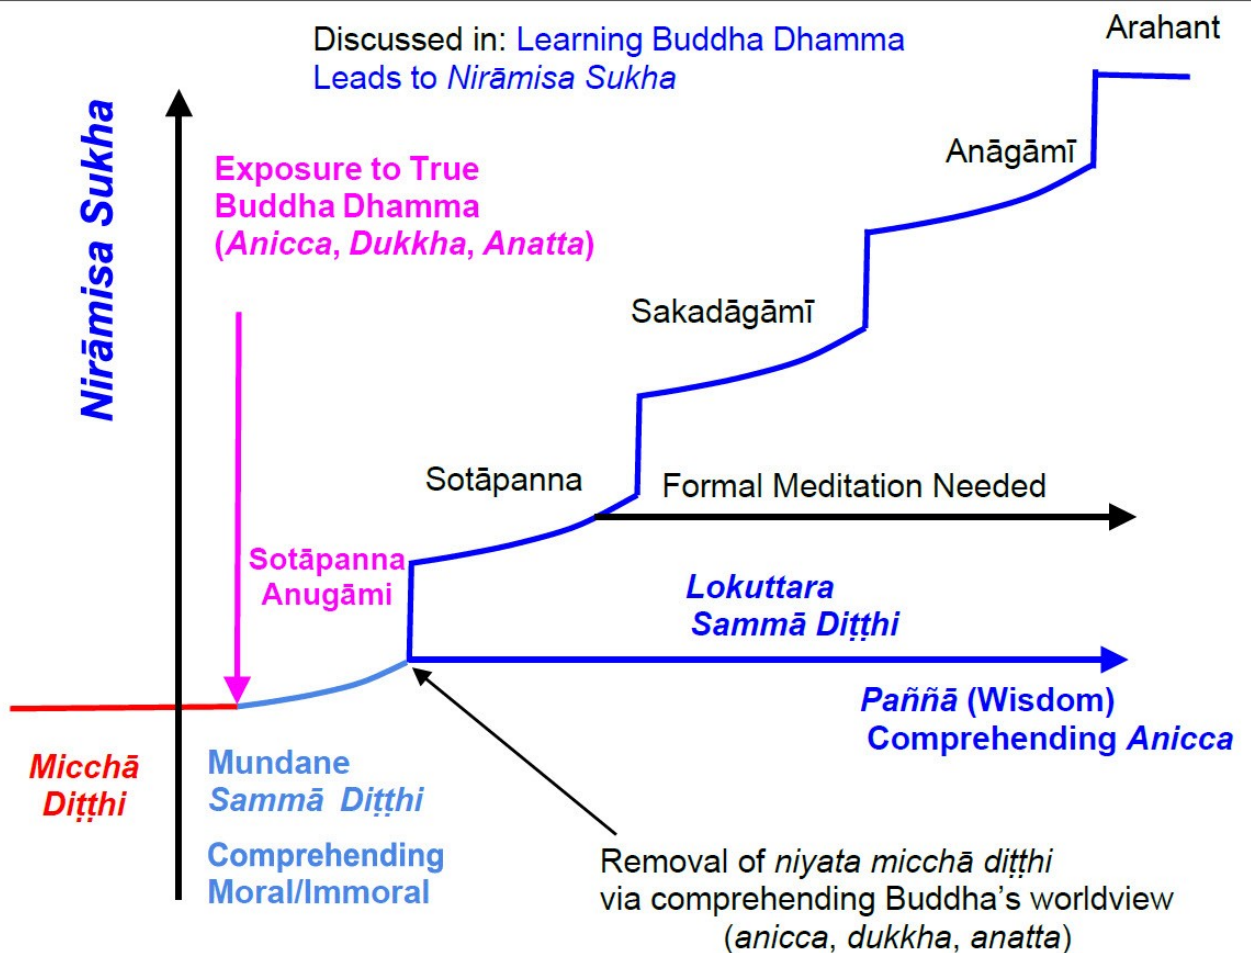 Discussed in: Learning Buddha Dhamma
Leads to Nirāmisa Sukha
Arahant
Nirāmisa Sukha
Exposure to True
Buddha Dhamma
(Anicca, Dukkha, Anatta)
Anāgāmī
Sakadāgāmī
Sotāpanna
Formal Meditation Needed
Sotāpanna
Anugāmi
Lokuttara
Sammā Diṭṭhi
Paññā (Wisdom)
Comprehending Anicca
Micchā
Diṭṭhi
Mundane
Sammā Diṭṭhi
Comprehending
Moral/Immoral
Removal of niyata micchā diṭṭhi
via comprehending Buddha’s worldview
(anicca, dukkha, anatta)